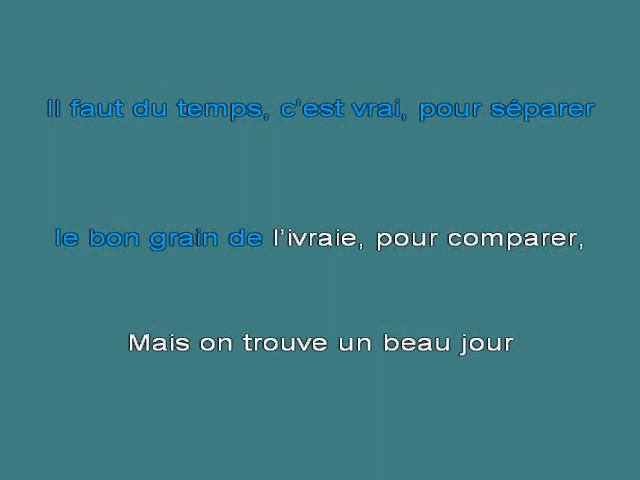 Il faut du temps, c'est vrai, pour séparer
le bon grain de l'ivraie, pour comparer,
Mais on trouve un beau jour